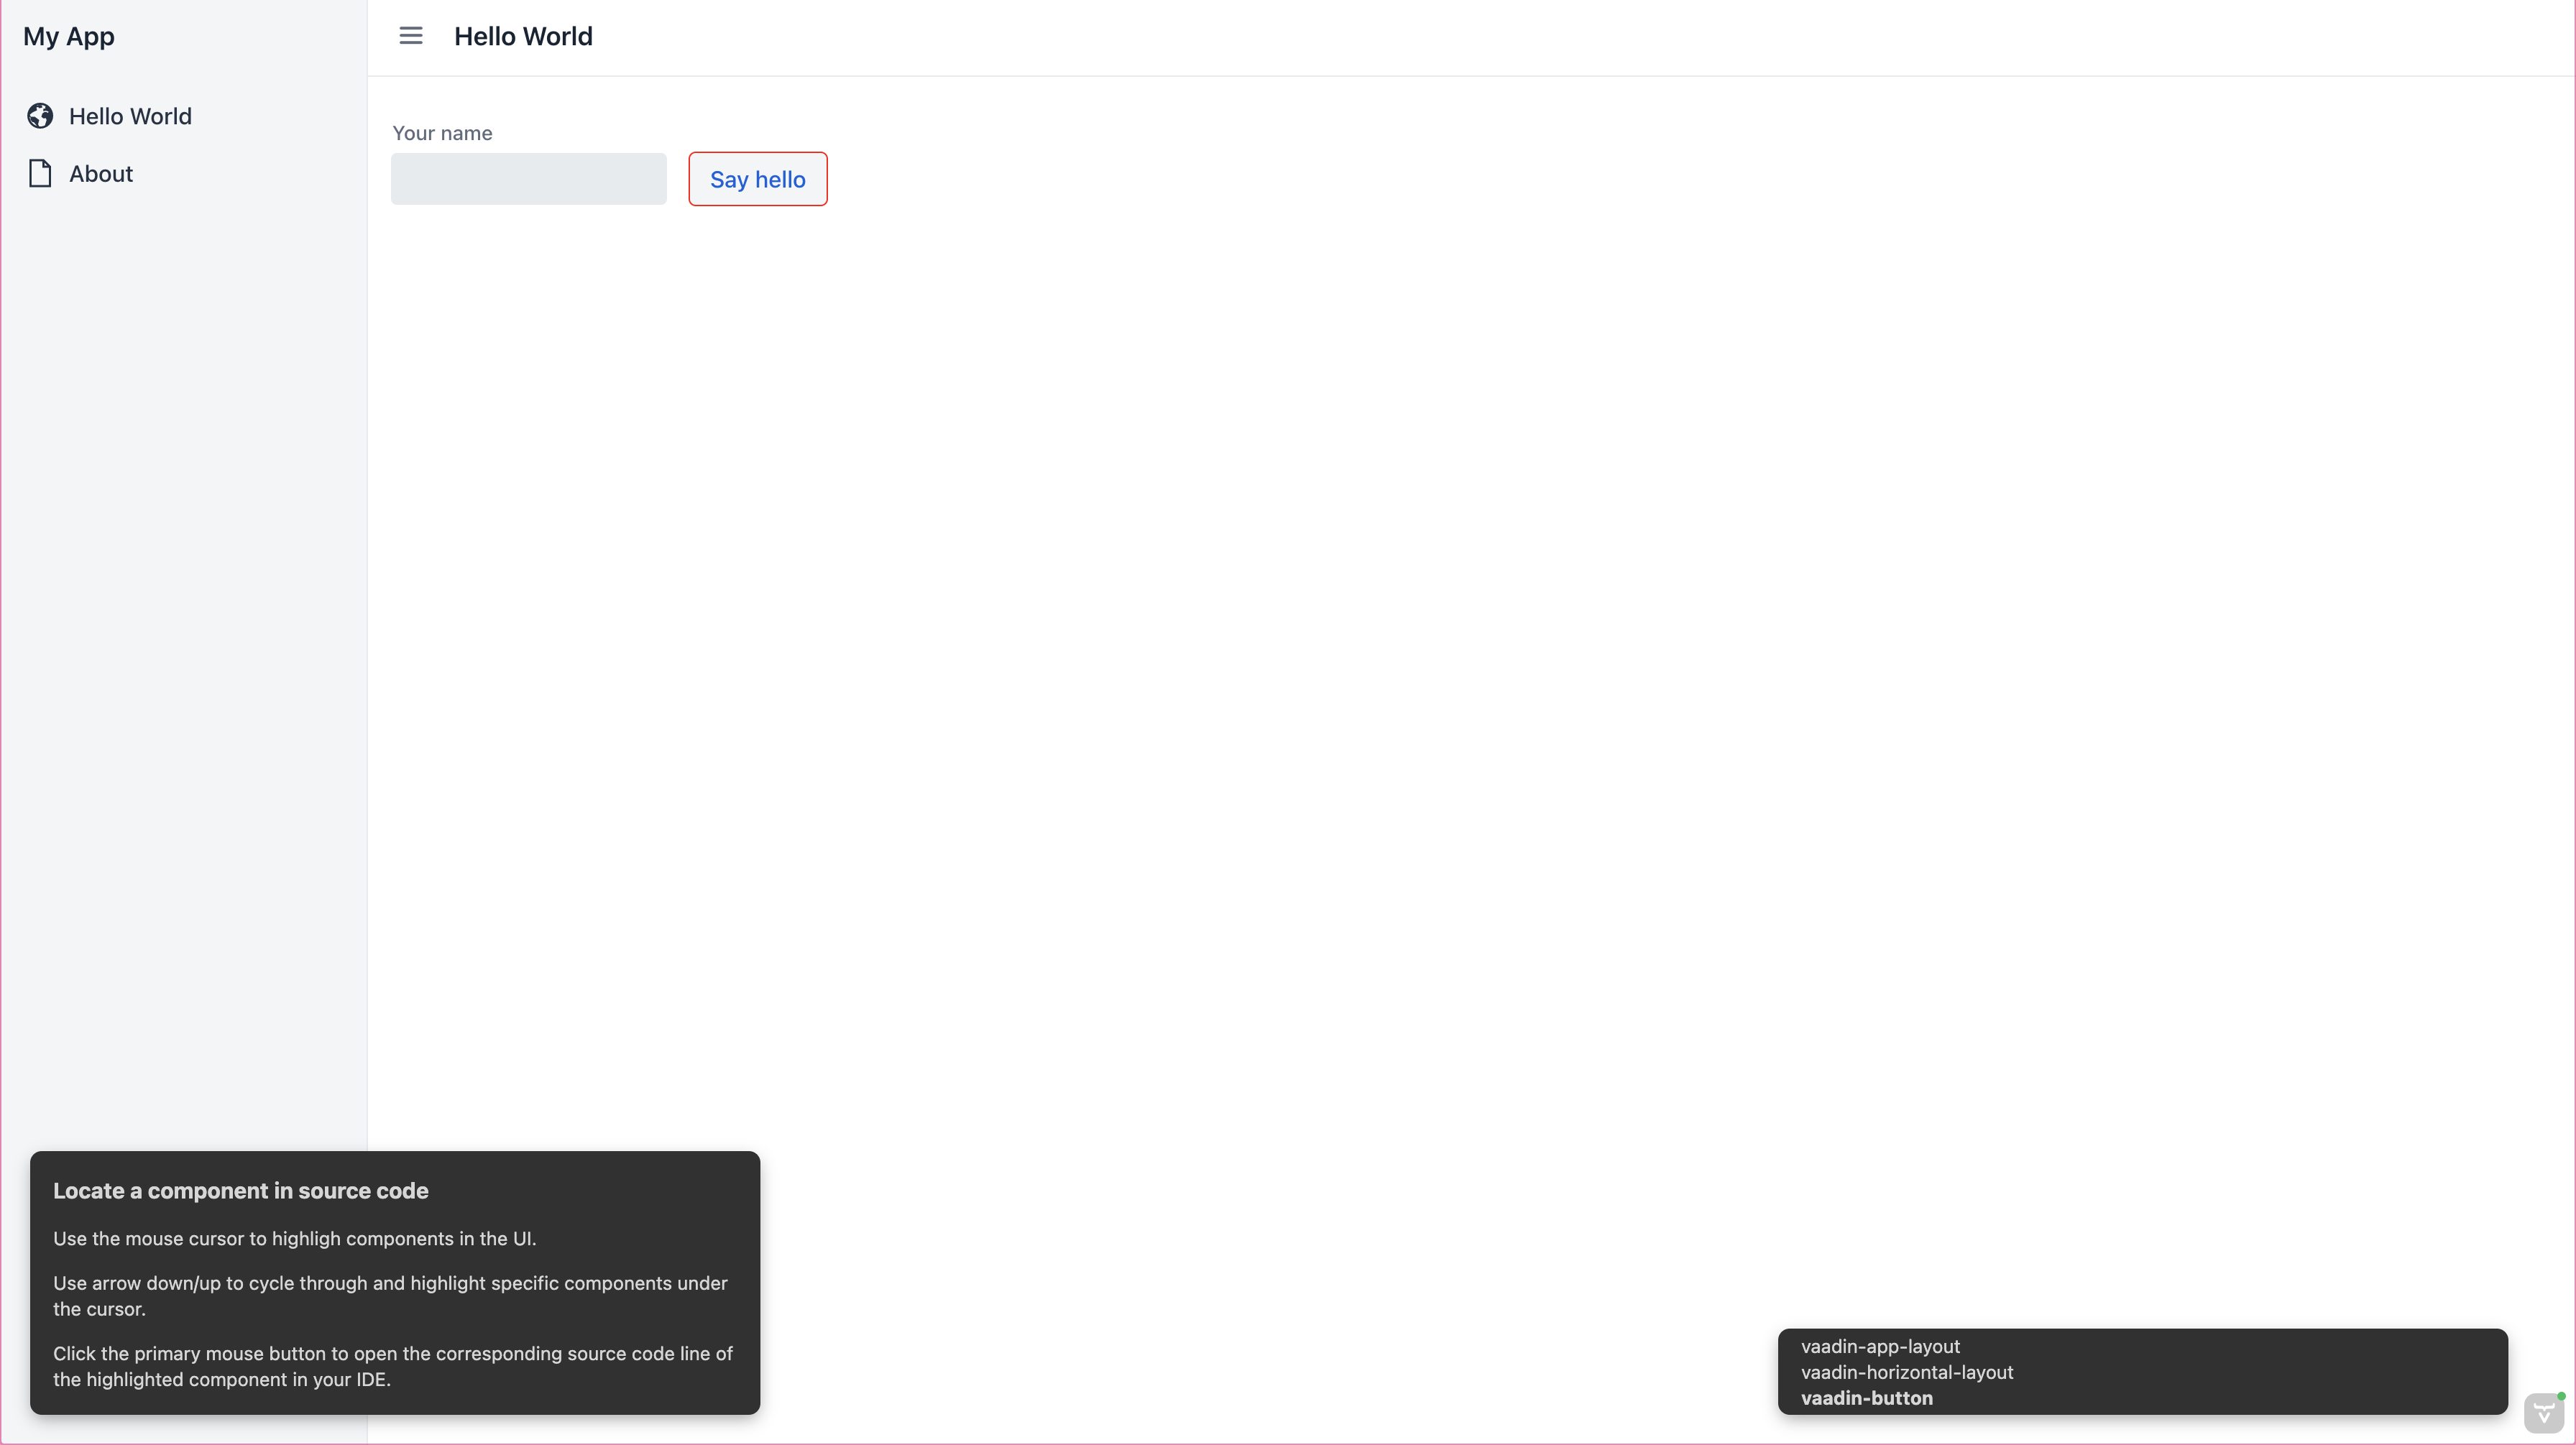 My App
Hello World
Hello World
About
Your name
Say hello
Locate a component in source code
Use the mouse cursor to highligh components in the UI.
Use arrow down/up to cycle through and highlight specific components under
the cursor.
Click the primary mouse button to open the corresponding source code line of
the highlighted component in your IDE.
vaadin-app-layout
vaadin-horizontal-layout
vaadin-button